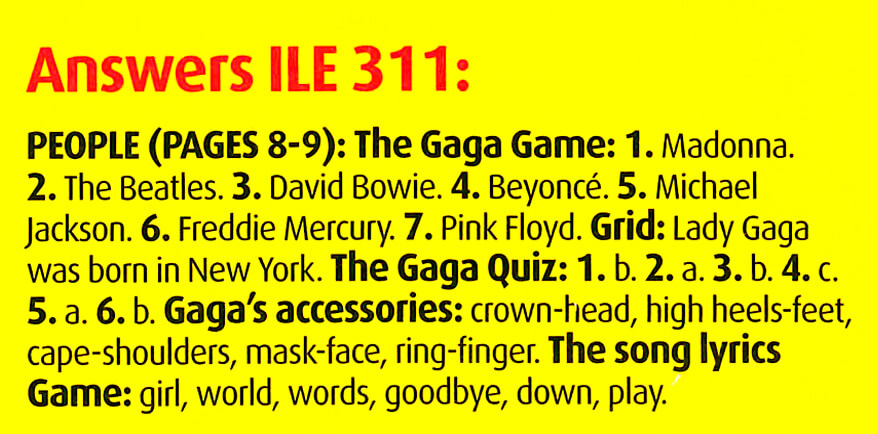 Answers ILE 311:
PEOPLE (PAGES 8-9): The Gaga Game: 1. Madonna.
2. The Beatles. 3. David Bowie. 4. Beyoncé. 5. Michael
Jackson. 6. Freddie Mercury. 7. Pink Floyd. Grid: Lady Gaga
was born in New York. The Gaga Quiz: 1. b. 2. a. 3. b. 4. c.
5. a. 6. b. Gaga's accessories: crown-head, high heels-feet,
cape-shoulders, mask-face, ring-finger. The song lyrics
Game: girl, world, words, goodbye, down, play.